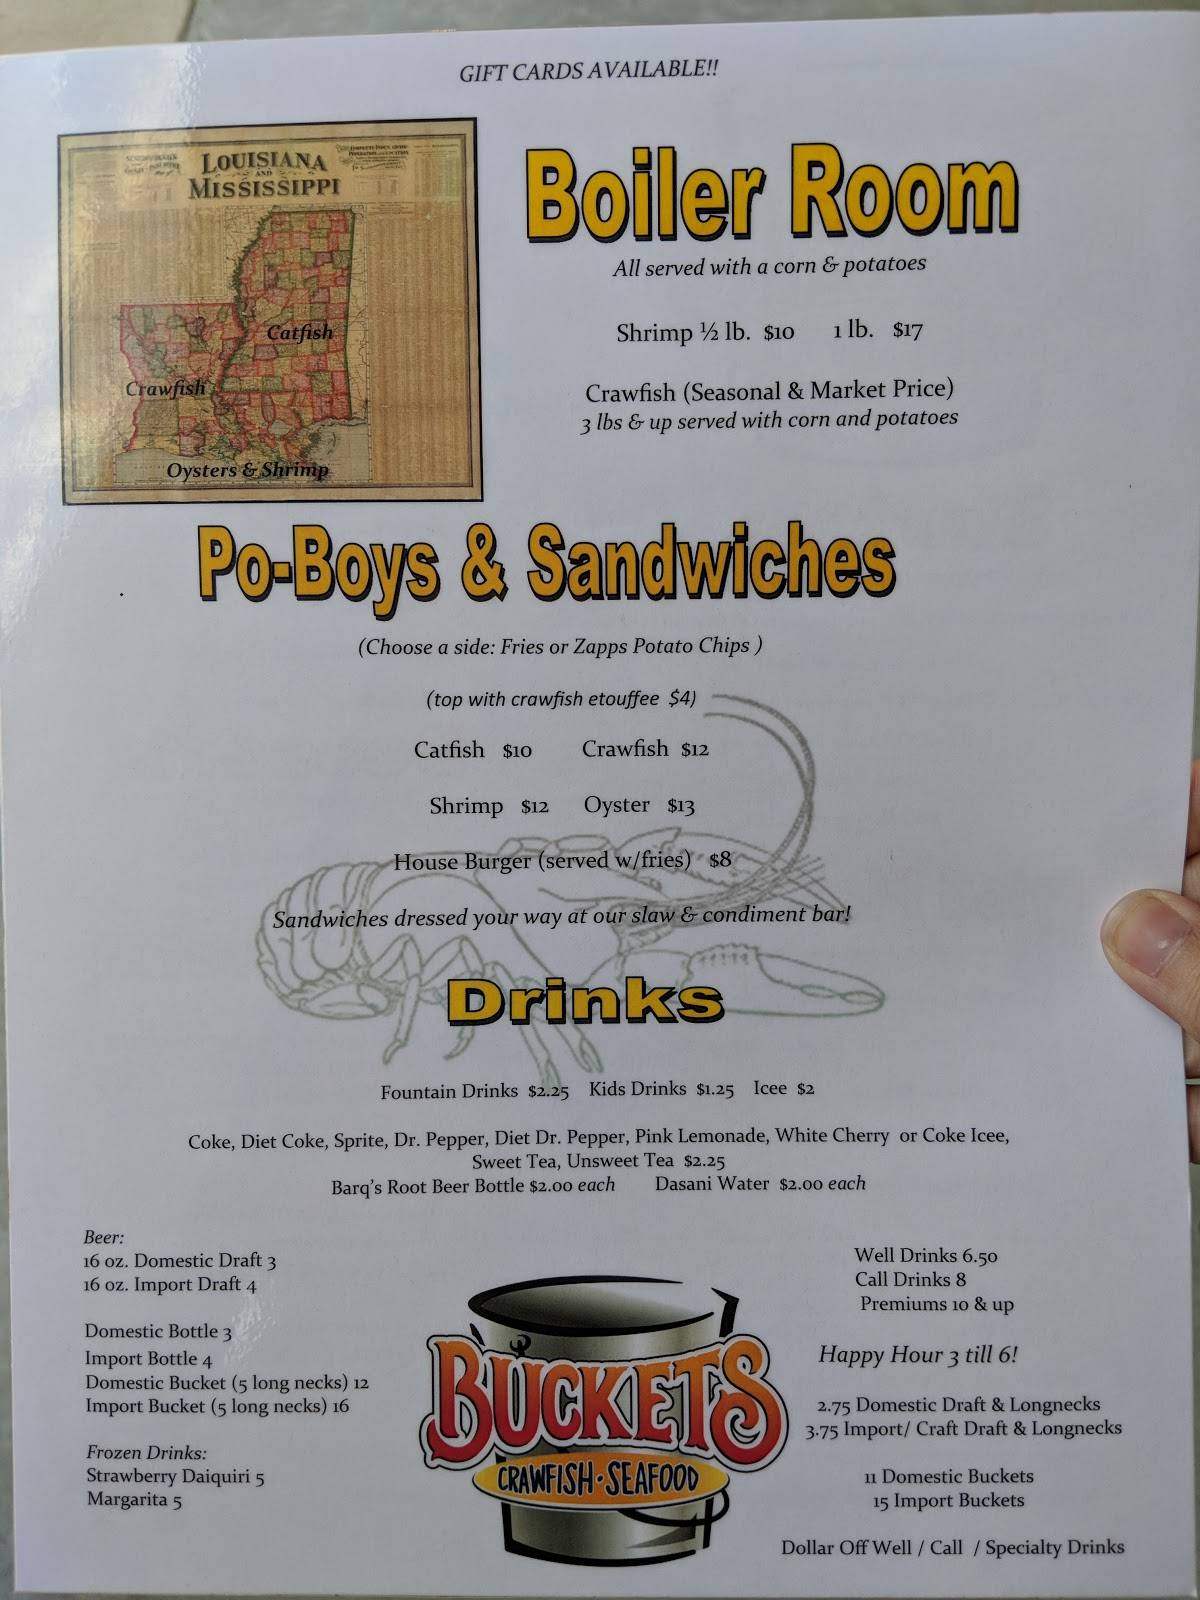 GIFT CARDS AVAILABLE!!
LOUISIANA
AND
MISSISSIPPI
Catfish
Crawfish
Oysters & Shrimp
Boiler Room
All served with a corn & potatoes
Shrimp ½ lb. $10 1 lb. $17
Crawfish (Seasonal & Market Price)
3 lbs & up served with corn and potatoes
Po-Boys & Sandwiches
(Choose a side: Fries or Zapps Potato Chips )
(top with crawfish etouffee $4)
Catfish $10 Crawfish $12
Shrimp $12 Oyster $13
House Burger (served w/fries) $8
Sandwiches dressed your way at our slaw & condiment bar!
Drinks
Fountain Drinks $2.25 Kids Drinks $1.25 Icee $2
Coke, Diet Coke, Sprite, Dr. Pepper, Diet Dr. Pepper, Pink Lemonade, White Cherry or Coke Icee,
Sweet Tea, Unsweet Tea $2.25
Barq's Root Beer Bottle $2.00 each Dasani Water $2.00 each
Beer:
16 oz. Domestic Draft 3
16 oz. Import Draft 4
Domestic Bottle 3
Import Bottle 4
Domestic Bucket (5 long necks) 12
Import Bucket (5 long necks) 16
Frozen Drinks:
Strawberry Daiquiri 5
Margarita 5
BUCKETS
CRAWFISH · SEAFOOD
Well Drinks 6.50
Call Drinks 8
Premiums 10 & up
Happy Hour 3 till 6!
2.75 Domestic Draft & Longnecks
3.75 Import/ Craft Draft & Longnecks
11 Domestic Buckets
15 Import Buckets
Dollar Off Well / Call / Specialty Drinks